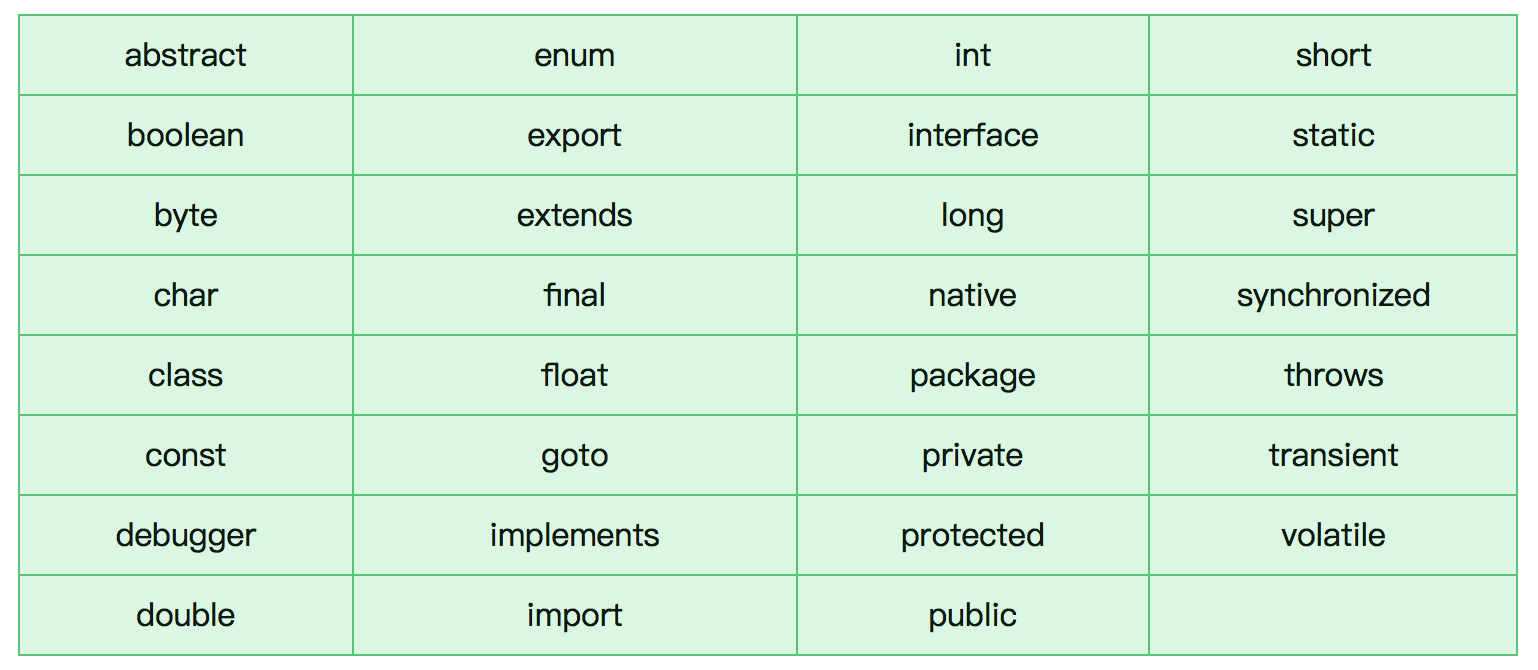 abstract enum int short
boolean export interface static
byte extends long super
char final native synchronized
class float package throws
const goto private transient
debugger implements protected volatile
double import public